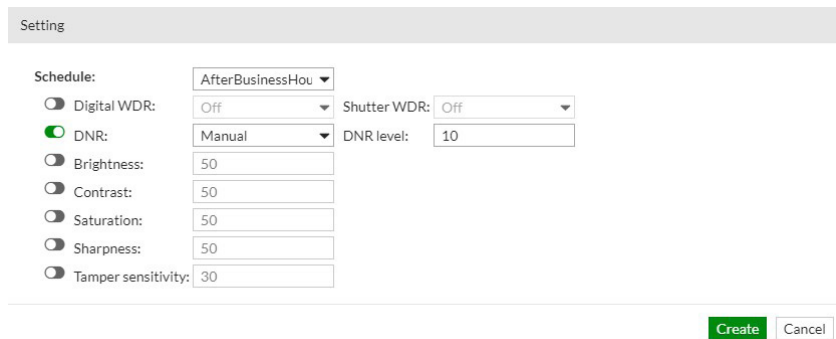 Setting
Schedule: AfterBusinessHou
Digital WDR: Off Shutter WDR: Off
DNR: Manual DNR level: 10
Brightness: 50
Contrast: 50
Saturation: 50
Sharpness: 50
Tamper sensitivity: 30
Create Cancel